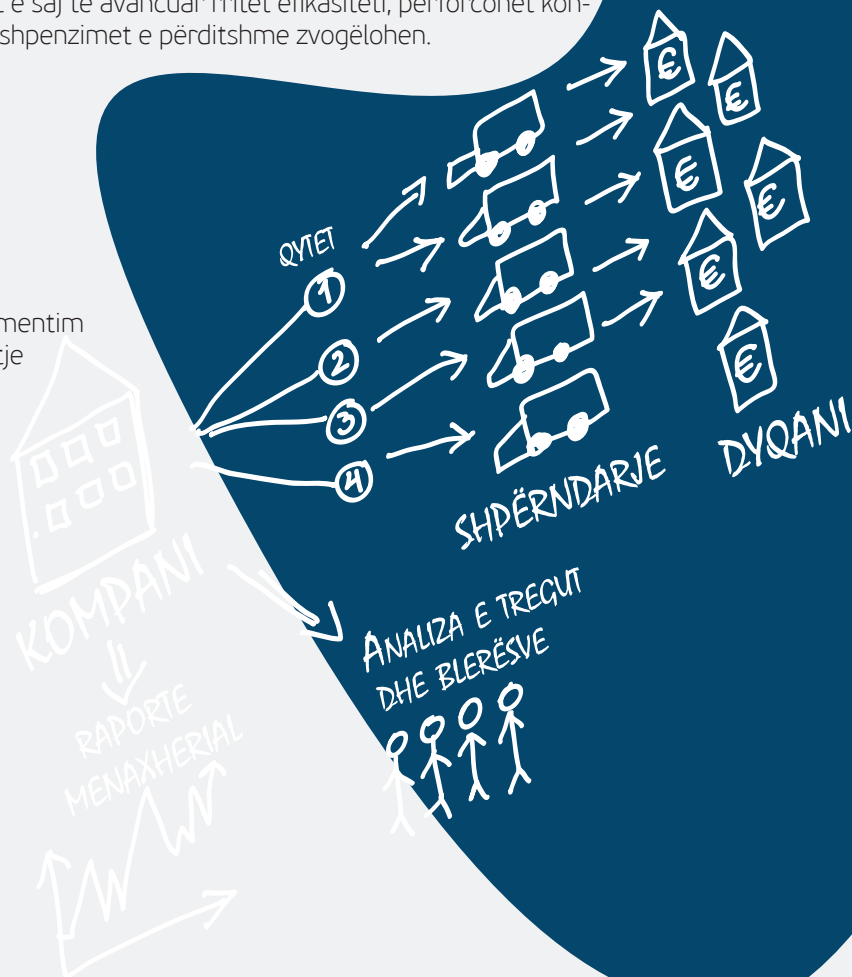 t e saj të avancuar rritet efikasiteti, përforcohet kon-
shpenzimet e përditshme zvogëlohen.
QYTET
1
2
3
4
mentim
tje
€
€
€
€
€
€
SHPËRNDARJE
DYQANI
KOMPANI
ANALIZA E TREGUT
DHE BLERËSVE
RAPORTE
MENAXHERIAL